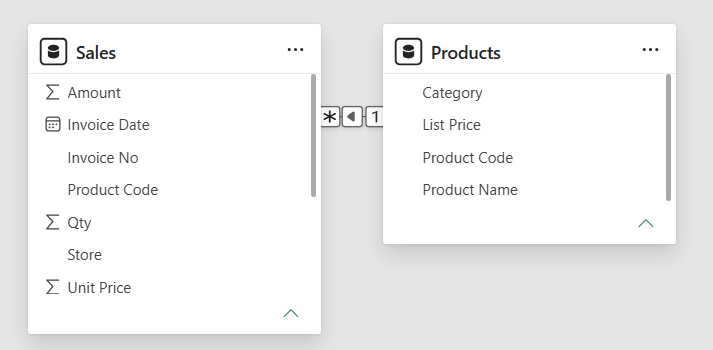 Sales
Amount
Invoice Date
Invoice No
Product Code
Qty
Store
Unit Price
* 1
Products
Category
List Price
Product Code
Product Name